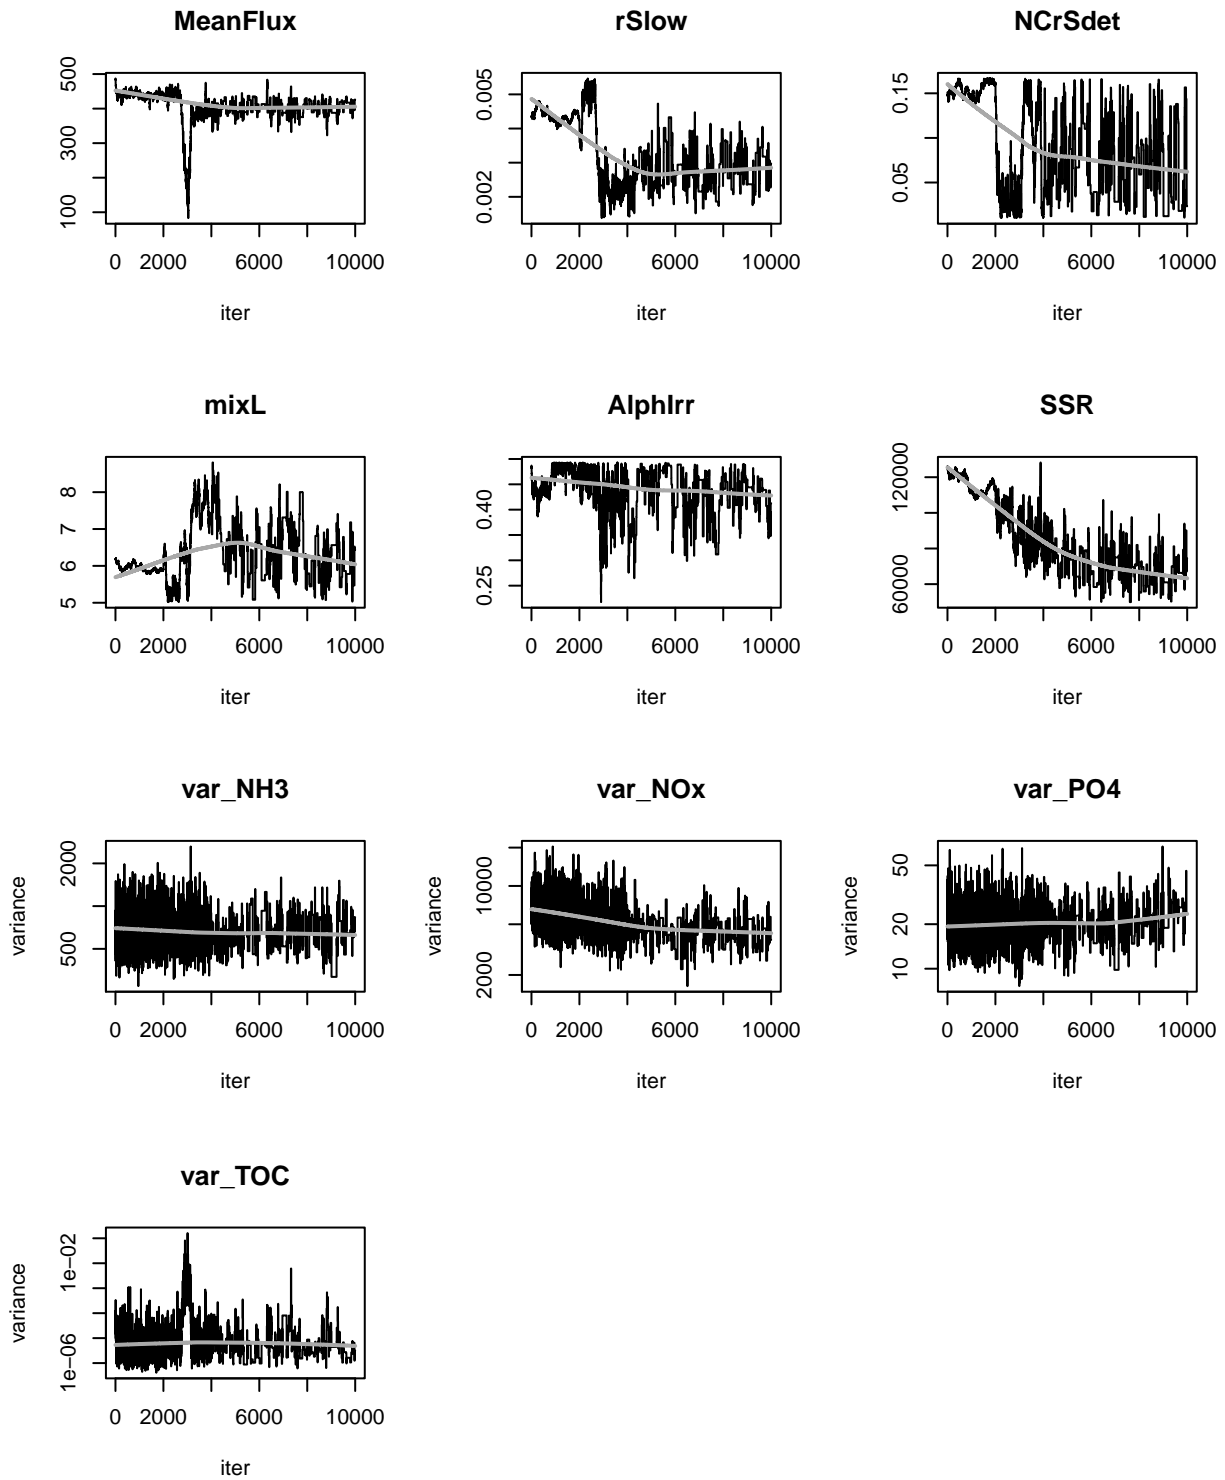 MeanFlux rSlow NCrSdet
500
300
100
0 2000 6000 10000
iter
0.005
0.002
0 2000 6000 10000
iter
0.15
0.05
0 2000 6000 10000
iter
mixL AlphIrr SSR
8
7
6
5
0 2000 6000 10000
iter
0.40
0.25
0 2000 6000 10000
iter
120000
60000
0 2000 6000 10000
iter
var_NH3 var_NOx var_PO4
variance
2000
500
0 2000 6000 10000
iter
variance
10000
2000
0 2000 6000 10000
iter
variance
50
20
10
0 2000 6000 10000
iter
var_TOC
variance
1e-02
1e-06
0 2000 6000 10000
iter